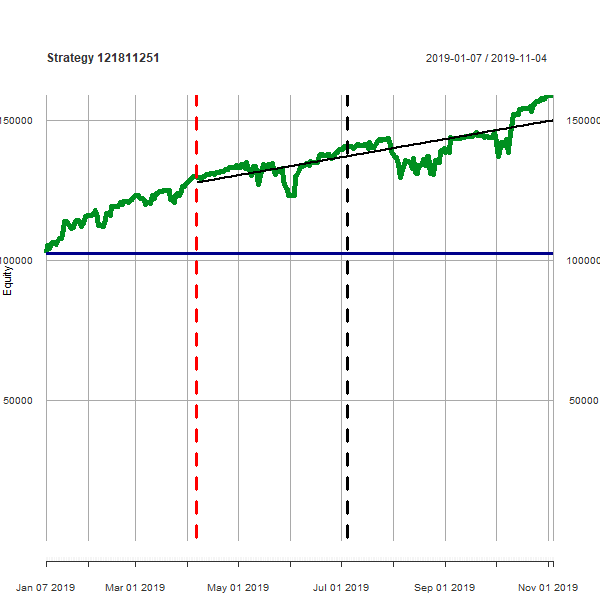 Strategy 121811251
2019-01-07 / 2019-11-04
150000
150000
100000
100000
Equity
50000
50000
Jan 07 2019
Mar 01 2019
May 01 2019
Jul 01 2019
Sep 01 2019
Nov 01 2019